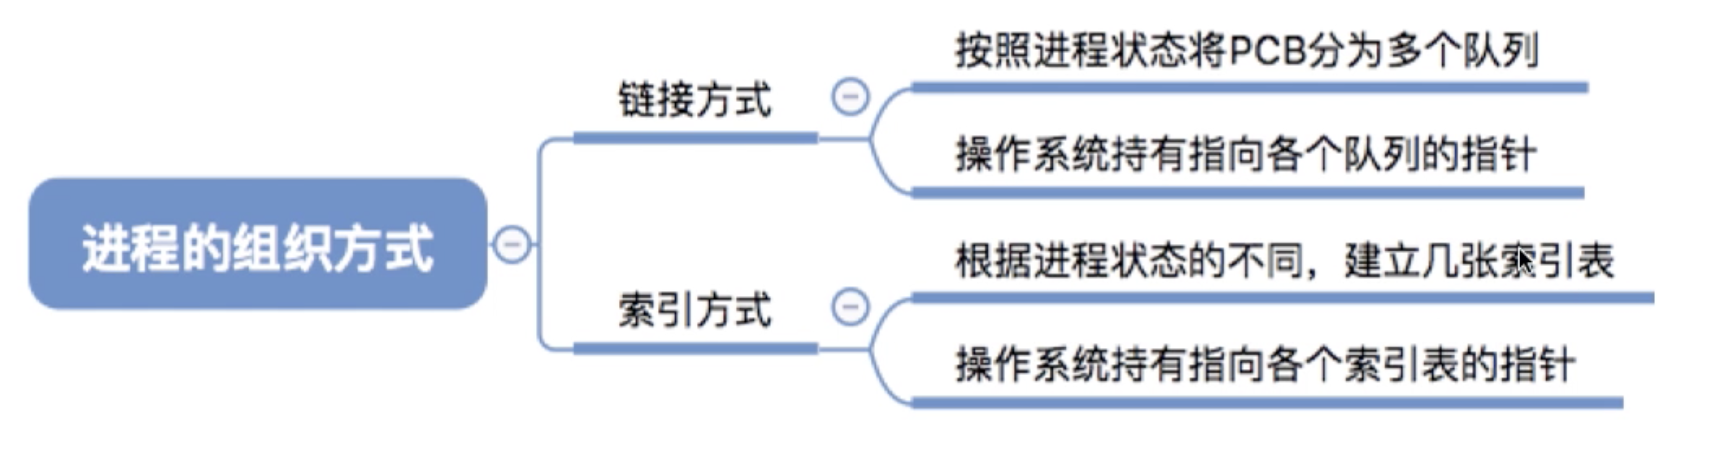 进程的组织方式
链接方式
按照进程状态将PCB分为多个队列
操作系统持有指向各个队列的指针
索引方式
根据进程状态的不同，建立几张索引表
操作系统持有指向各个索引表的指针